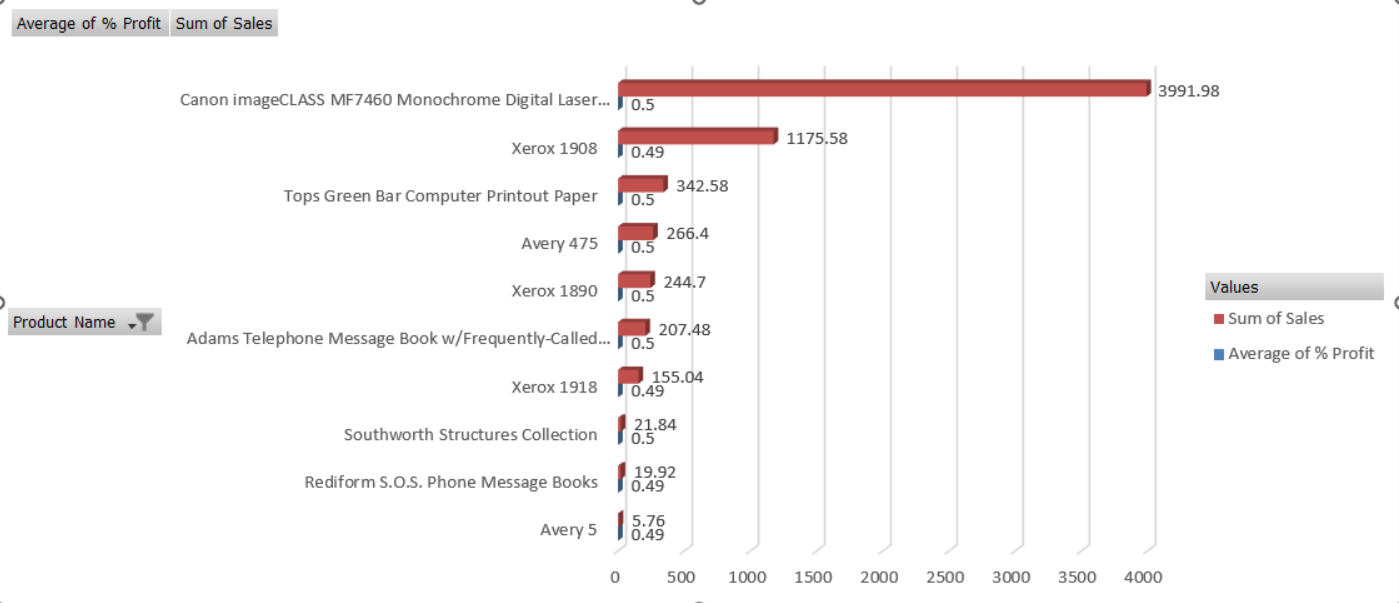 Average of % Profit Sum of Sales
Canon imageCLASS MF7460 Monochrome Digital Laser... 3991.98
0.5
Xerox 1908 1175.58
0.49
Tops Green Bar Computer Printout Paper 342.58
0.5
Avery 475 266.4
0.5
Xerox 1890 244.7
0.5
Adams Telephone Message Book w/Frequently-Called... 207.48
0.5
Xerox 1918 155.04
0.49
Southworth Structures Collection 21.84
0.5
Rediform S.O.S. Phone Message Books 19.92
0.49
Avery 5 5.76
0.49
0 500 1000 1500 2000 2500 3000 3500 4000
Product Name
Values
Sum of Sales
Average of % Profit